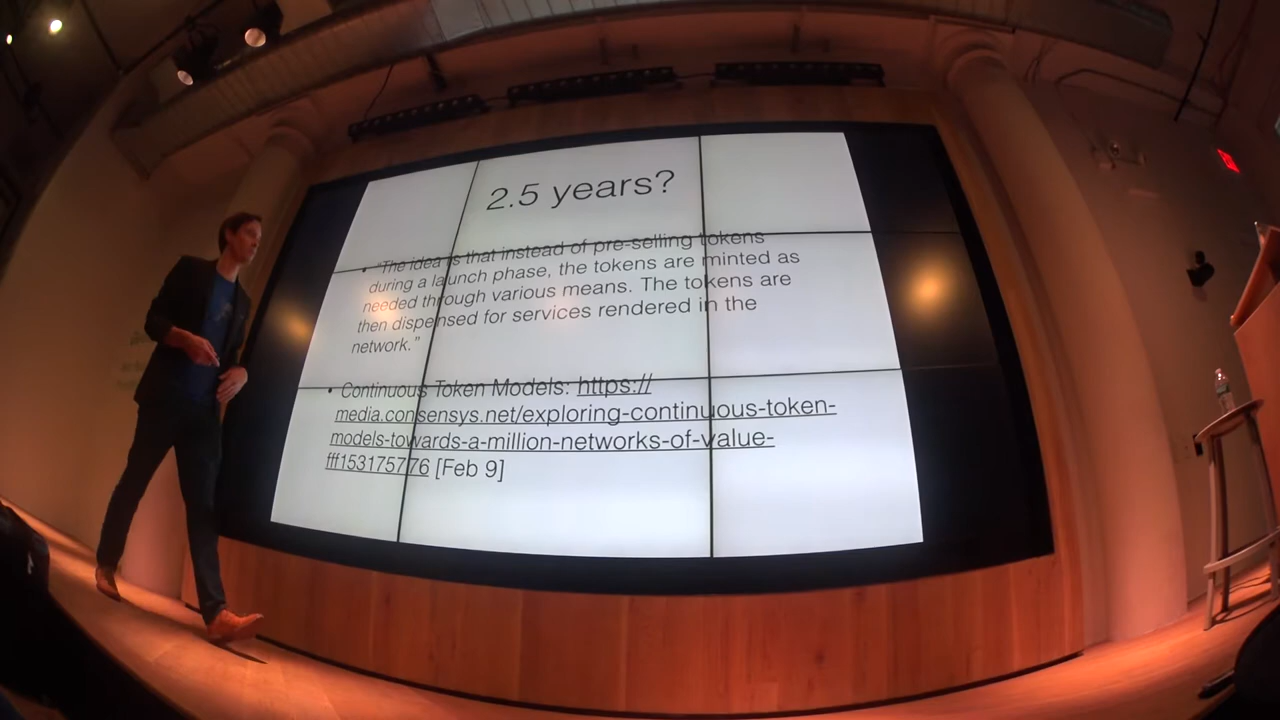 2.5 years?
• "The idea is that instead of pre-selling tokens
during a launch phase, the tokens are minted as
needed through various means. The tokens are
then dispensed for services rendered in the
network."
• Continuous Token Models: https://
media.consensys.net/exploring-continuous-token-
models-towards-a-million-networks-of-value-
fff153175776 [Feb 9]